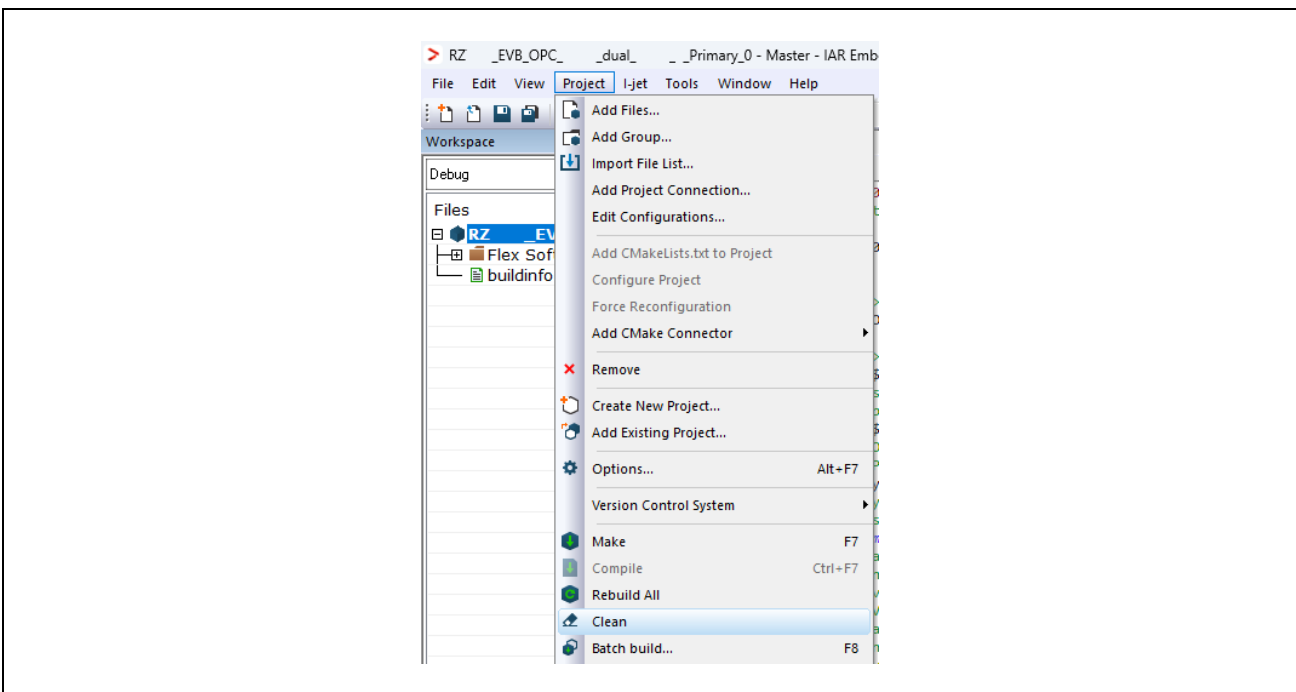 RZ _EVB_OPC_ _dual_ _ _Primary_0 - Master - IAR Emb
File Edit View Project I-jet Tools Window Help
Workspace
Debug
Files
RZ _EV
Flex Sof
buildinfo
Add Files...
Add Group...
Import File List...
Add Project Connection...
Edit Configurations...
Add CMakeLists.txt to Project
Configure Project
Force Reconfiguration
Add CMake Connector
Remove
Create New Project...
Add Existing Project...
Options... Alt+F7
Version Control System
Make F7
Compile Ctrl+F7
Rebuild All
Clean
Batch build... F8